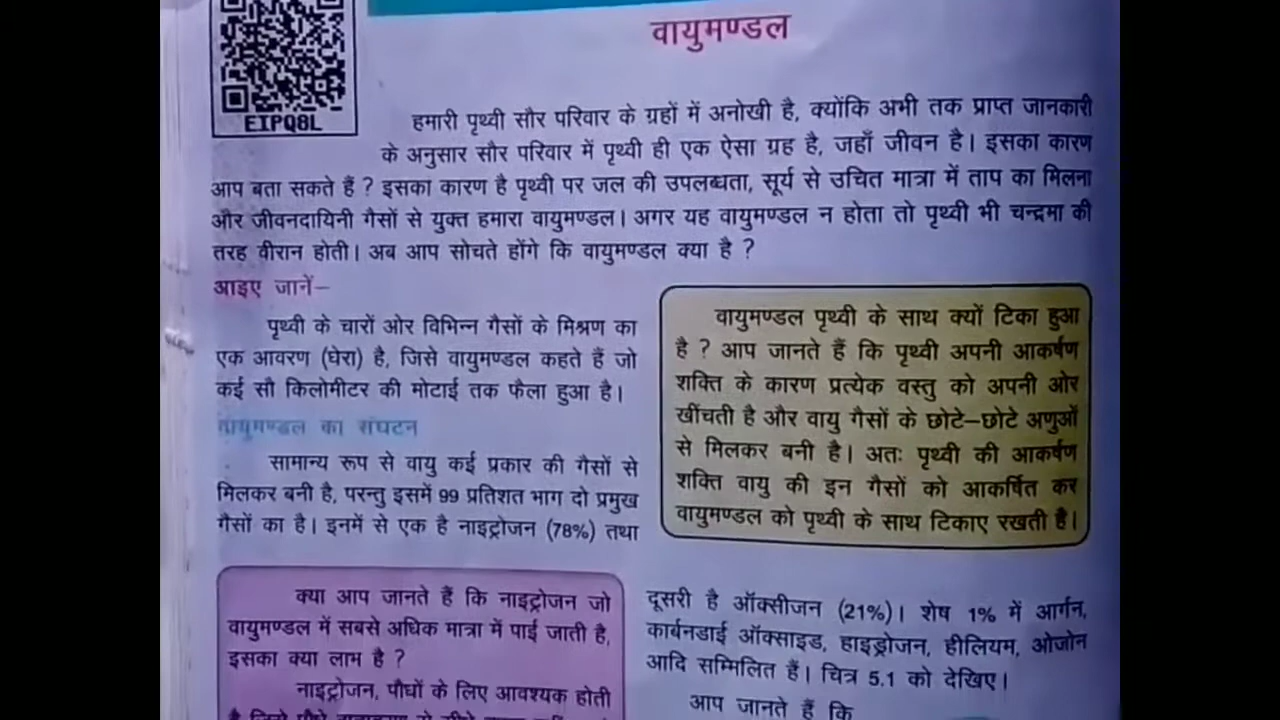 वायुमण्डल
EIPQ8L
हमारी पृथ्वी सौर परिवार के ग्रहों में अनोखी है, क्योंकि अभी तक प्राप्त जानकारी
के अनुसार सौर परिवार में पृथ्वी ही एक ऐसा ग्रह है, जहाँ जीवन है। इसका कारण
आप बता सकते हैं ? इसका कारण है पृथ्वी पर जल की उपलब्धता, सूर्य से उचित मात्रा में ताप का मिलना
और जीवनदायिनी गैसों से युक्त हमारा वायुमण्डल। अगर यह वायुमण्डल न होता तो पृथ्वी भी चन्द्रमा की
तरह वीरान होती। अब आप सोचते होंगे कि वायुमण्डल क्या है ?
आइए जानें–
पृथ्वी के चारों ओर विभिन्न गैसों के मिश्रण का
एक आवरण (घेरा) है, जिसे वायुमण्डल कहते हैं जो
कई सौ किलोमीटर की मोटाई तक फैला हुआ है।
वायुमण्डल का संघटन
सामान्य रूप से वायु कई प्रकार की गैसों से
मिलकर बनी है, परन्तु इसमें 99 प्रतिशत भाग दो प्रमुख
गैसों का है। इनमें से एक है नाइट्रोजन (78%) तथा
वायुमण्डल पृथ्वी के साथ क्यों टिका हुआ
है ? आप जानते हैं कि पृथ्वी अपनी आकर्षण
शक्ति के कारण प्रत्येक वस्तु को अपनी ओर
खींचती है और वायु गैसों के छोटे–छोटे अणुओं
से मिलकर बनी है। अतः पृथ्वी की आकर्षण
शक्ति वायु की इन गैसों को आकर्षित कर
वायुमण्डल को पृथ्वी के साथ टिकाए रखती है।
क्या आप जानते हैं कि नाइट्रोजन जो
वायुमण्डल में सबसे अधिक मात्रा में पाई जाती है,
इसका क्या लाभ है ?
नाइट्रोजन, पौधों के लिए आवश्यक होती
दूसरी है ऑक्सीजन (21%)। शेष 1% में आर्गन,
कार्बनडाई ऑक्साइड, हाइड्रोजन, हीलियम, ओजोन
आदि सम्मिलित हैं। चित्र 5.1 को देखिए।
आप जानते हैं कि